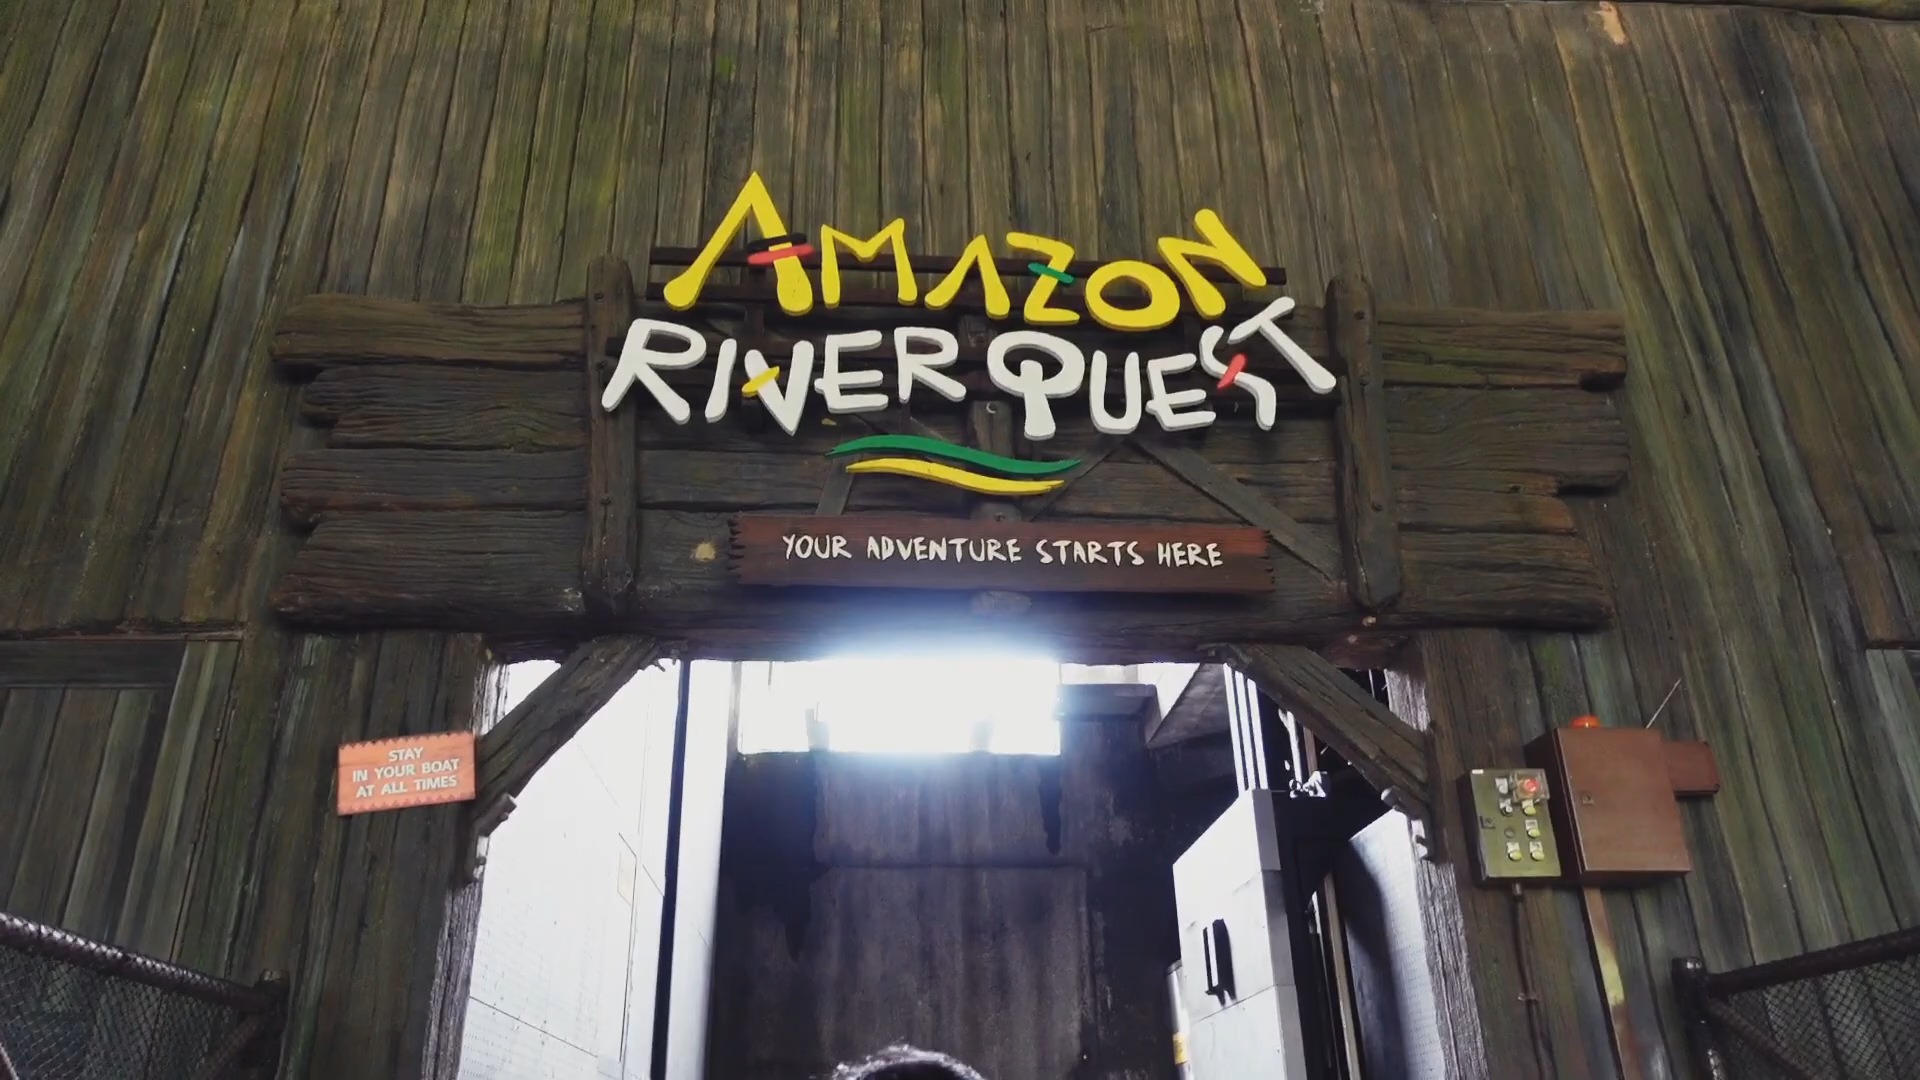 AMAZON
RIVER QUEST
YOUR ADVENTURE STARTS HERE
STAY
IN YOUR BOAT
AT ALL TIMES